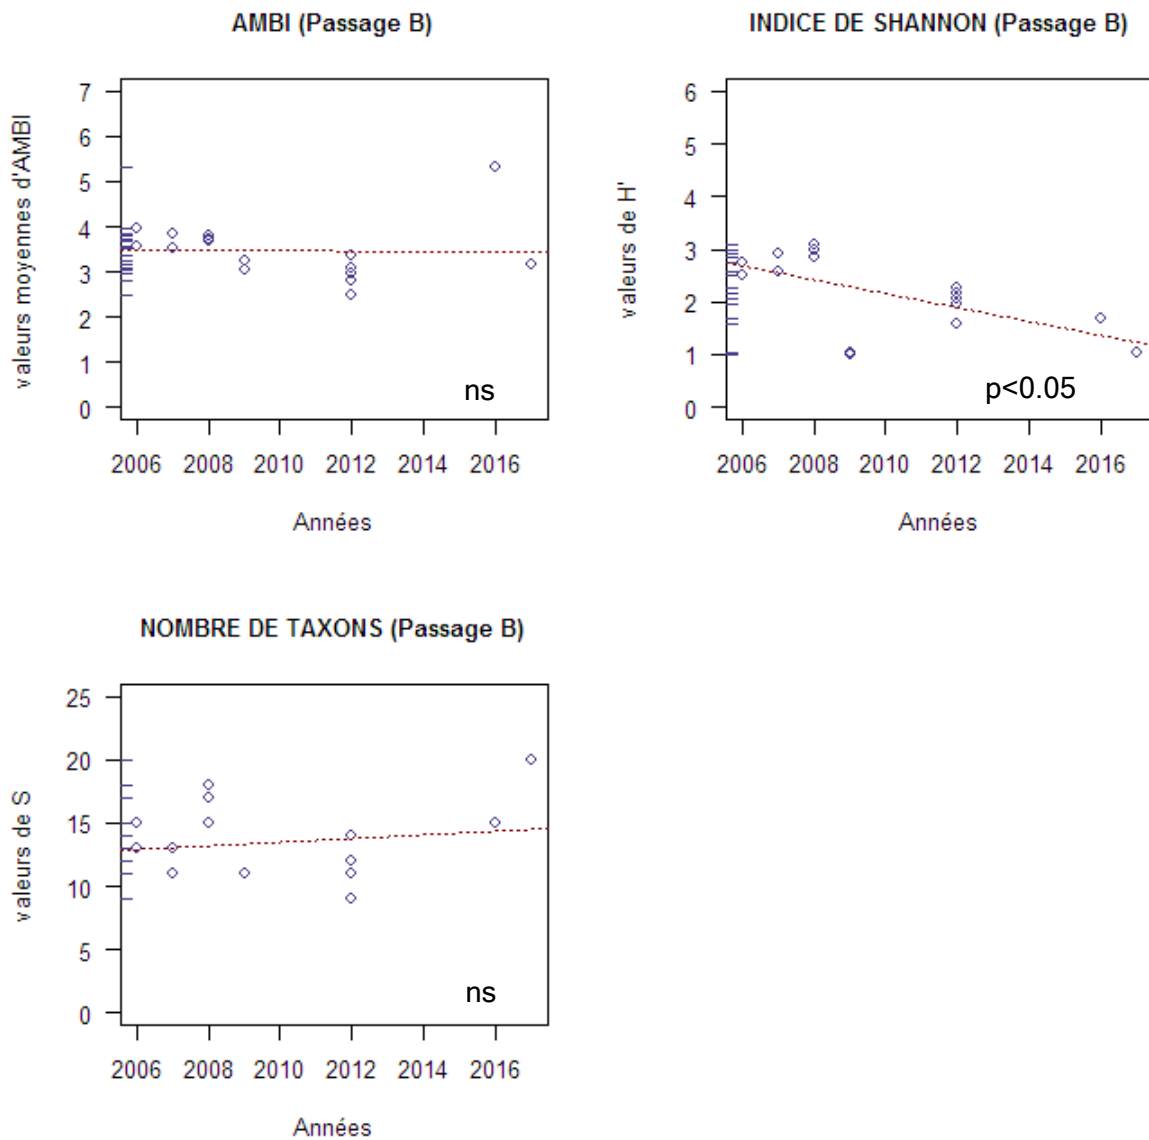 AMBI (Passage B)
valeurs moyennes d'AMBI
7
6
5
4
3
2
1
0
ns
2006 2008 2010 2012 2014 2016
Années
INDICE DE SHANNON (Passage B)
valeurs de H'
6
5
4
3
2
1
0
p<0.05
2006 2008 2010 2012 2014 2016
Années
NOMBRE DE TAXONS (Passage B)
valeurs de S
25
20
15
10
5
0
ns
2006 2008 2010 2012 2014 2016
Années